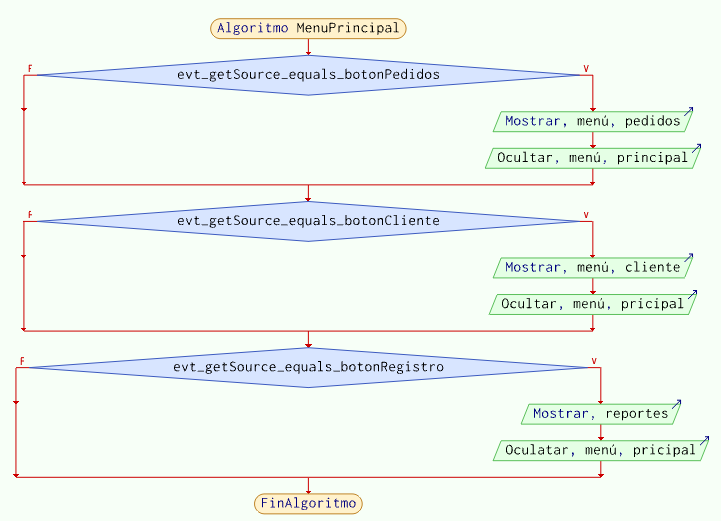 Algoritmo MenuPrincipal
evt_getSource_equals_botonPedidos
F
V
Mostrar, menú, pedidos
Ocultar, menú, principal
evt_getSource_equals_botonCliente
F
V
Mostrar, menú, cliente
Ocultar, menú, pricipal
evt_getSource_equals_botonRegistro
F
V
Mostrar, reportes
Oculatar, menú, pricipal
FinAlgoritmo